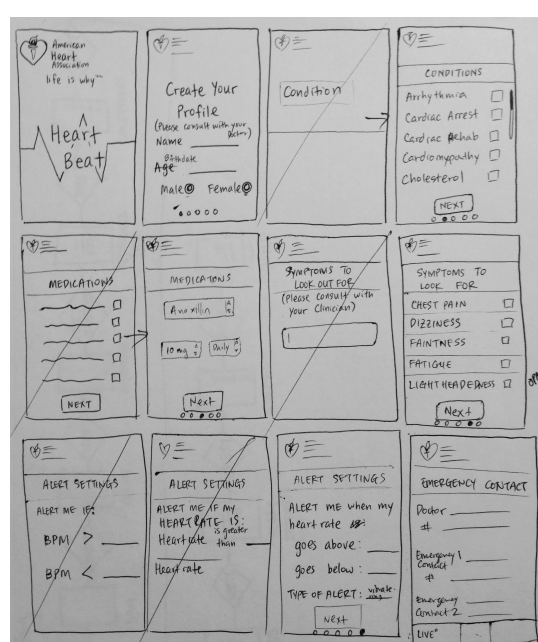 American
Heart
Association
life is why™
Heart
Beat
Create Your
Profile
(Please consult with your
Doctor)
Name
Birthdate
Age
Male Female
Condition
CONDITIONS
Arrhythmia
Cardiac Arrest
Cardiac Rehab
Cardiomyopathy
Cholesterol
NEXT
MEDICATIONS
NEXT
MEDICATIONS
Anoxillin
10 mg Daily
Next
SYMPTOMS TO
LOOK OUT FOR
(Please consult with
your Clinician)
SYMPTOMS TO
LOOK FOR
CHEST PAIN
DIZZINESS
FAINTNESS
FATIGUE
LIGHTHEADEDNESS
Next
ALERT SETTINGS
ALERT ME IF:
BPM >
BPM <
ALERT SETTINGS
ALERT ME IF MY
HEART RATE IS:
is greater
Heart rate than
Heart rate
ALERT SETTINGS
ALERT ME when my
heart rate
goes above:
goes below:
TYPE OF ALERT: vibrate
Next
EMERGENCY CONTACT
Doctor
#
Emergency 1
Contact
#
Emergency
Contact 2
LIVE